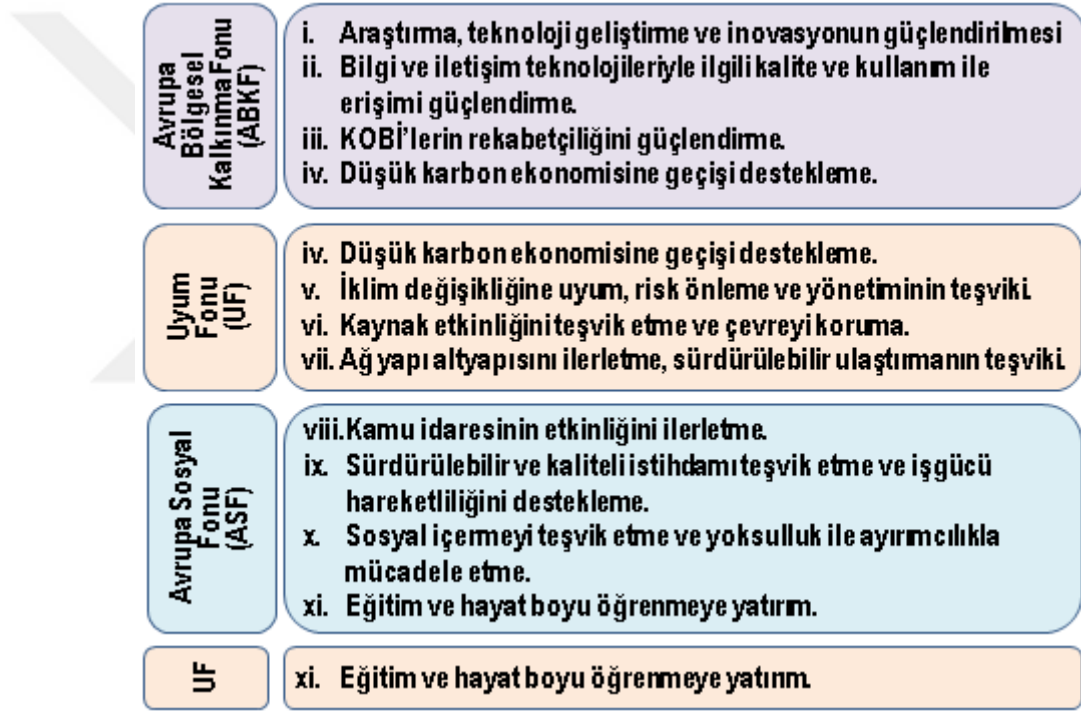 Avrupa
Bölgesel
Kalkınma Fonu
(ABKF)
i. Araştırma, teknoloji geliştirme ve inovasyonun güçlendirilmesi
ii. Bilgi ve iletişim teknolojileriyle ilgili kalite ve kullanım ile
erişimi güçlendirme.
iii. KOBİ’lerin rekabetçiliğini güçlendirme.
iv. Düşük karbon ekonomisine geçişi destekleme.
Uyum
Fonu
(UF)
iv. Düşük karbon ekonomisine geçişi destekleme.
v. İklim değişikliğine uyum, risk önleme ve yönetiminin teşviki.
vi. Kaynak etkinliğini teşvik etme ve çevreyi koruma.
vii. Ağ yapı altyapısını ilerletme, sürdürülebilir ulaştırmanın teşviki.
Avrupa Sosyal
Fonu
(ASF)
viii. Kamu idaresinin etkinliğini ilerletme.
ix. Sürdürülebilir ve kaliteli istihdamı teşvik etme ve işgücü
hareketliliğini destekleme.
x. Sosyal içermeyi teşvik etme ve yoksulluk ile ayırımcılıkla
mücadele etme.
xi. Eğitim ve hayat boyu öğrenmeye yatırım.
UF
xi. Eğitim ve hayat boyu öğrenmeye yatırım.